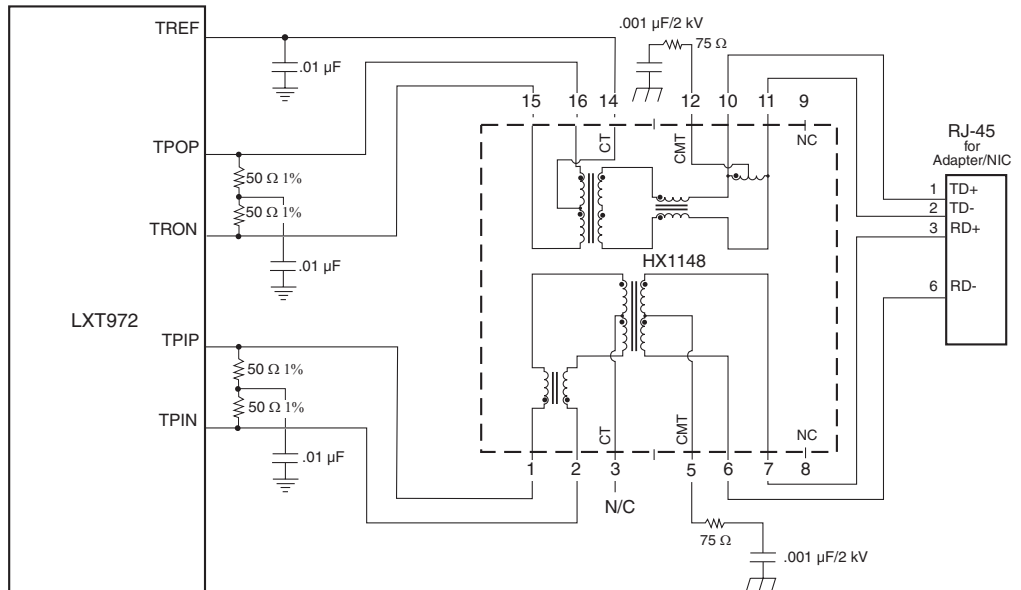 TREF
.01 µF
.001 µF/2 kV
75 Ω
15 16 14 12 10 11 9
CT
CMT
NC
RJ-45
for
Adapter/NIC
TPOP
50 Ω 1%
50 Ω 1%
TRON
.01 µF
1 TD+
2 TD-
3 RD+
6 RD-
HX1148
LXT972
TPIP
50 Ω 1%
50 Ω 1%
TPIN
.01 µF
CT
CMT
NC
1 2 3 5 6 7 8
N/C
75 Ω
.001 µF/2 kV